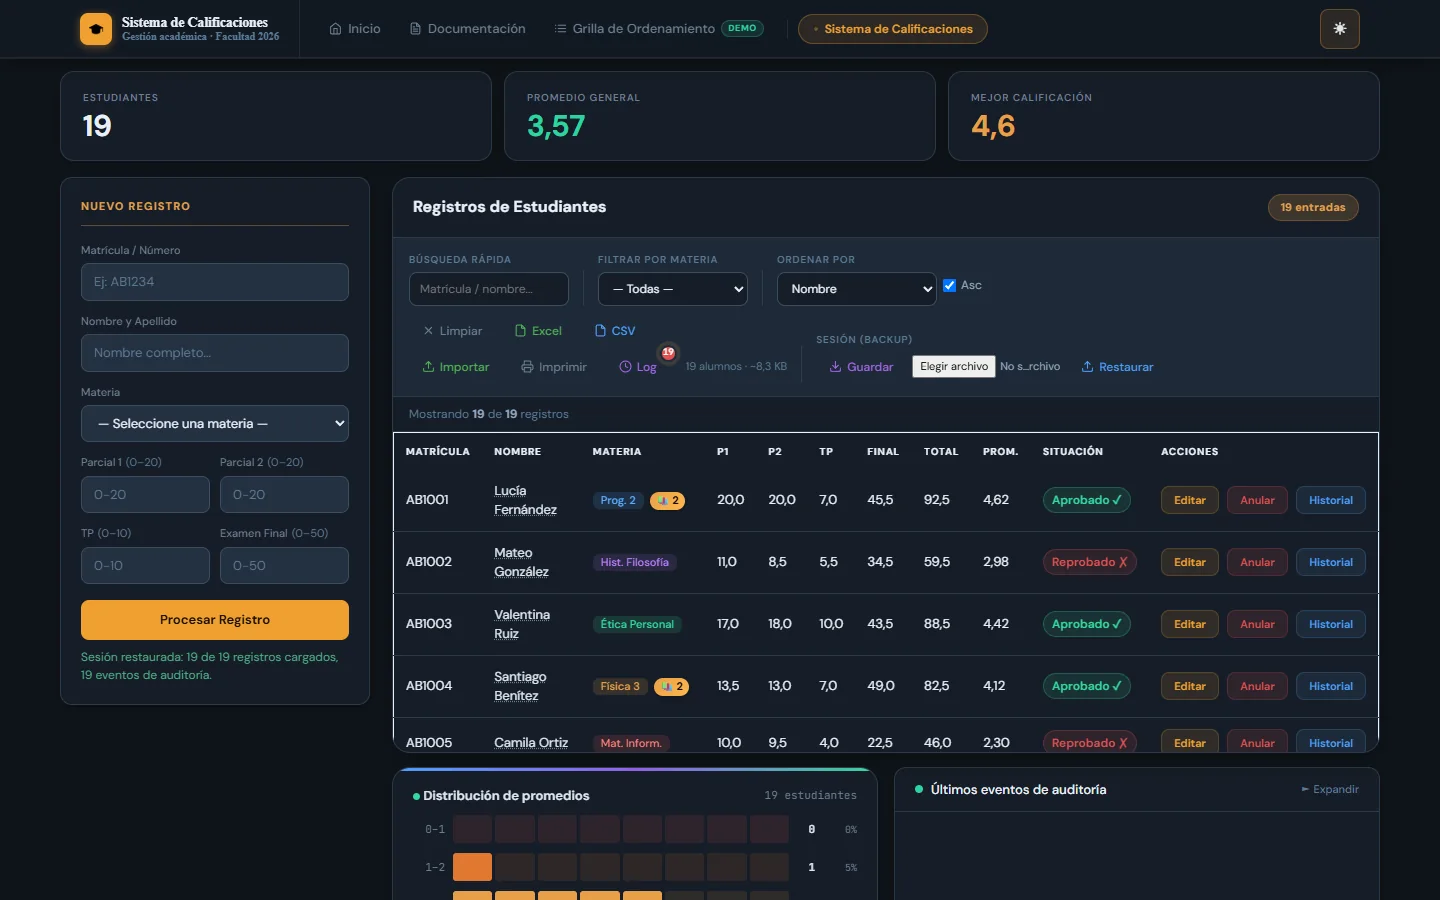 Sistema de Calificaciones
Gestión académica · Facultad 2026
Inicio
Documentación
Grilla de Ordenamiento DEMO
Sistema de Calificaciones
ESTUDIANTES
19
PROMEDIO GENERAL
3,57
MEJOR CALIFICACIÓN
4,6
NUEVO REGISTRO
Matrícula / Número
Ej: AB1234
Nombre y Apellido
Nombre completo...
Materia
— Seleccione una materia —
Parcial 1 (0–20) Parcial 2 (0–20)
0–20 0–20
TP (0–10) Examen Final (0–50)
0–10 0–50
Procesar Registro
Sesión restaurada: 19 de 19 registros cargados,
19 eventos de auditoría.
Registros de Estudiantes
19 entradas
BÚSQUEDA RÁPIDA FILTRAR POR MATERIA ORDENAR POR
Matrícula / nombre... — Todas — Nombre Asc
Limpiar Excel CSV
SESIÓN (BACKUP)
Importar Imprimir Log 19 19 alumnos · ~8,3 KB Guardar Elegir archivo No s...rchivo Restaurar
Mostrando 19 de 19 registros
MATRÍCULA NOMBRE MATERIA P1 P2 TP FINAL TOTAL PROM. SITUACIÓN ACCIONES
AB1001 Lucía Fernández Prog. 2 2 20,0 20,0 7,0 45,5 92,5 4,62 Aprobado ✓ Editar Anular Historial
AB1002 Mateo González Hist. Filosofía 11,0 8,5 5,5 34,5 59,5 2,98 Reprobado ✗ Editar Anular Historial
AB1003 Valentina Ruiz Ética Personal 17,0 18,0 10,0 43,5 88,5 4,42 Aprobado ✓ Editar Anular Historial
AB1004 Santiago Benítez Física 3 2 13,5 13,0 7,0 49,0 82,5 4,12 Aprobado ✓ Editar Anular Historial
AB1005 Camila Ortiz Mat. Inform. 10,0 9,5 4,0 22,5 46,0 2,30 Reprobado ✗ Editar Anular Historial
Distribución de promedios 19 estudiantes
0–1 0 0%
1–2 1 5%
Últimos eventos de auditoría
► Expandir